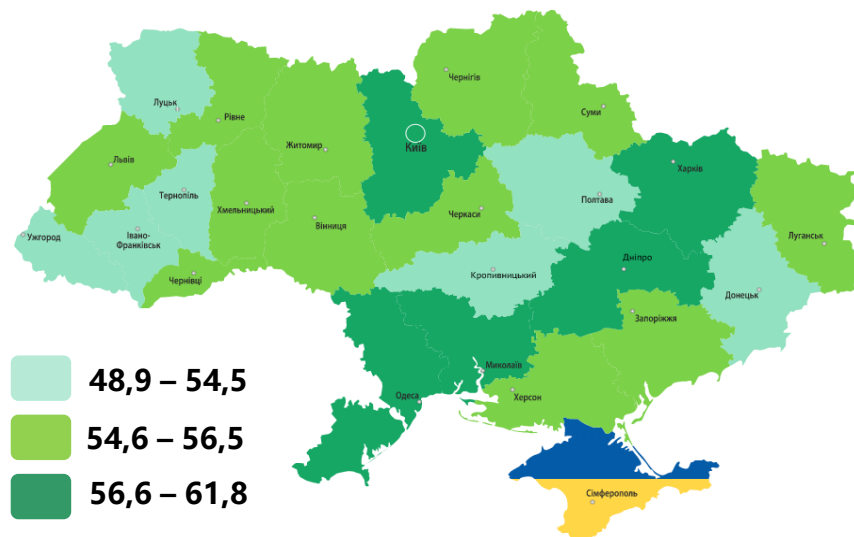 Чернігів
Луцьк
Рівне
Суми
Київ
Житомир
Львів
Харків
Тернопіль
Полтава
Хмельницький
Черкаси
Вінниця
Луганськ
Ужгород
Івано-
Франківськ
Дніпро
Кропивницький
Чернівці
Донецьк
Запоріжжя
Миколаїв
Одеса
Херсон
48,9 – 54,5
54,6 – 56,5
56,6 – 61,8
Сімферополь